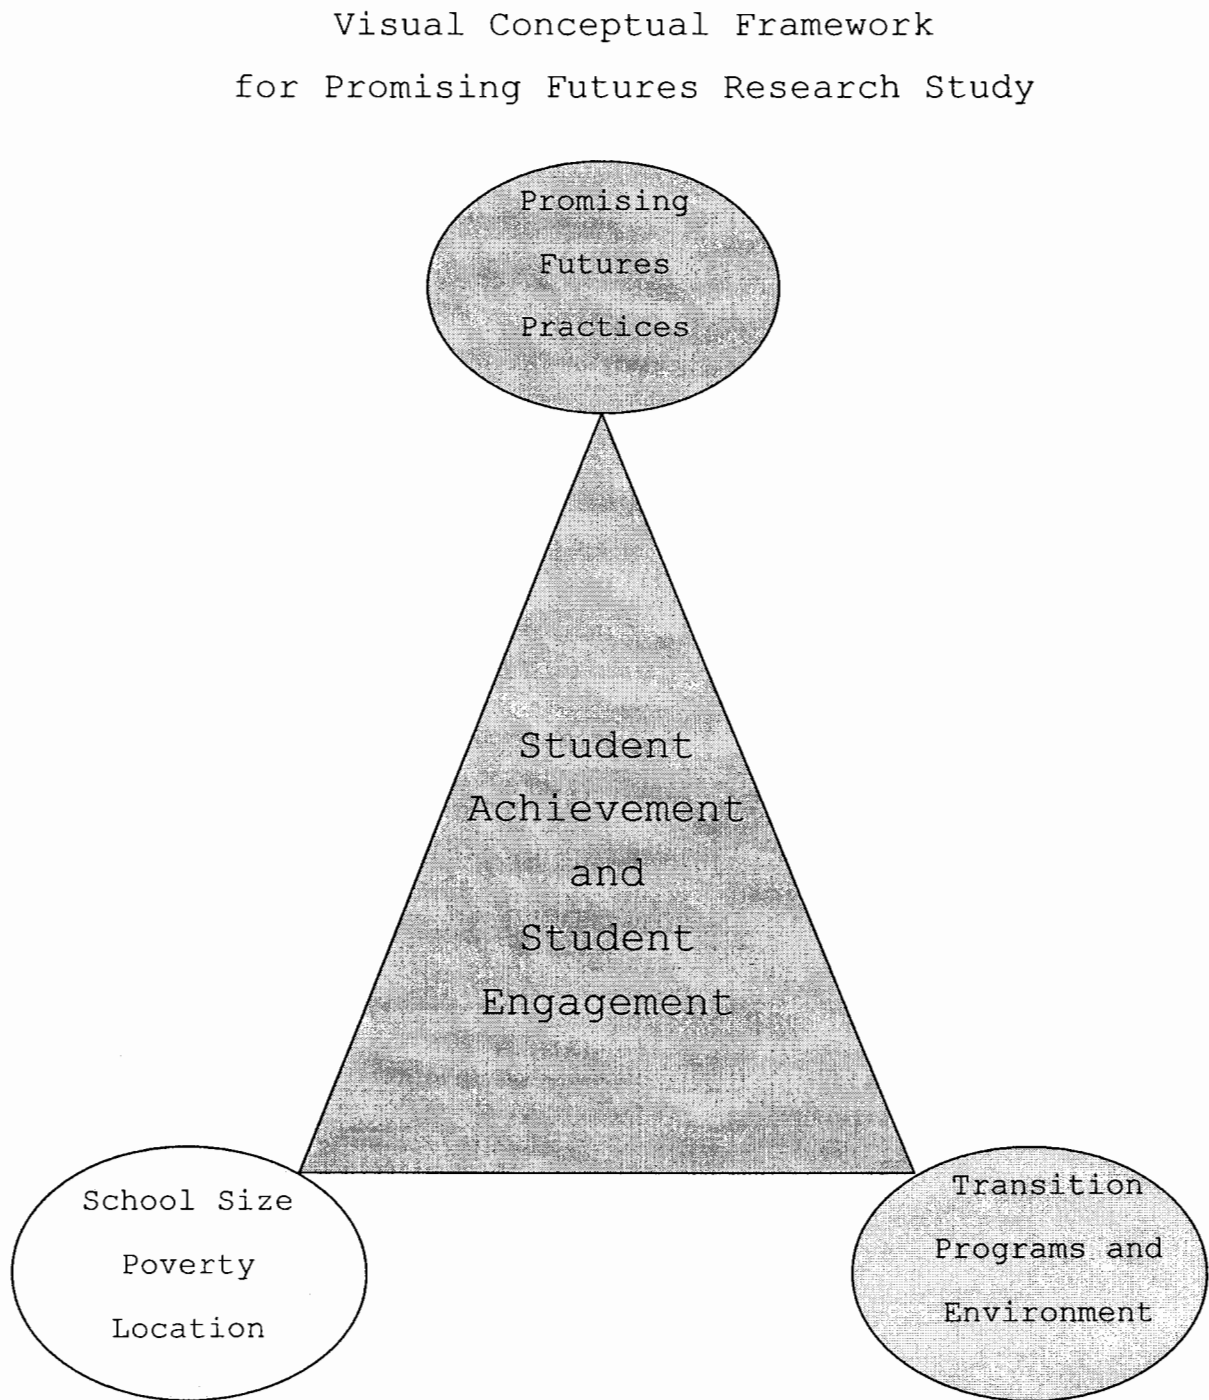 Visual Conceptual Framework
for Promising Futures Research Study
Promising
Futures
Practices
Student
Achievement
and
Student
Engagement
School Size
Poverty
Location
Transition
Programs and
Environment